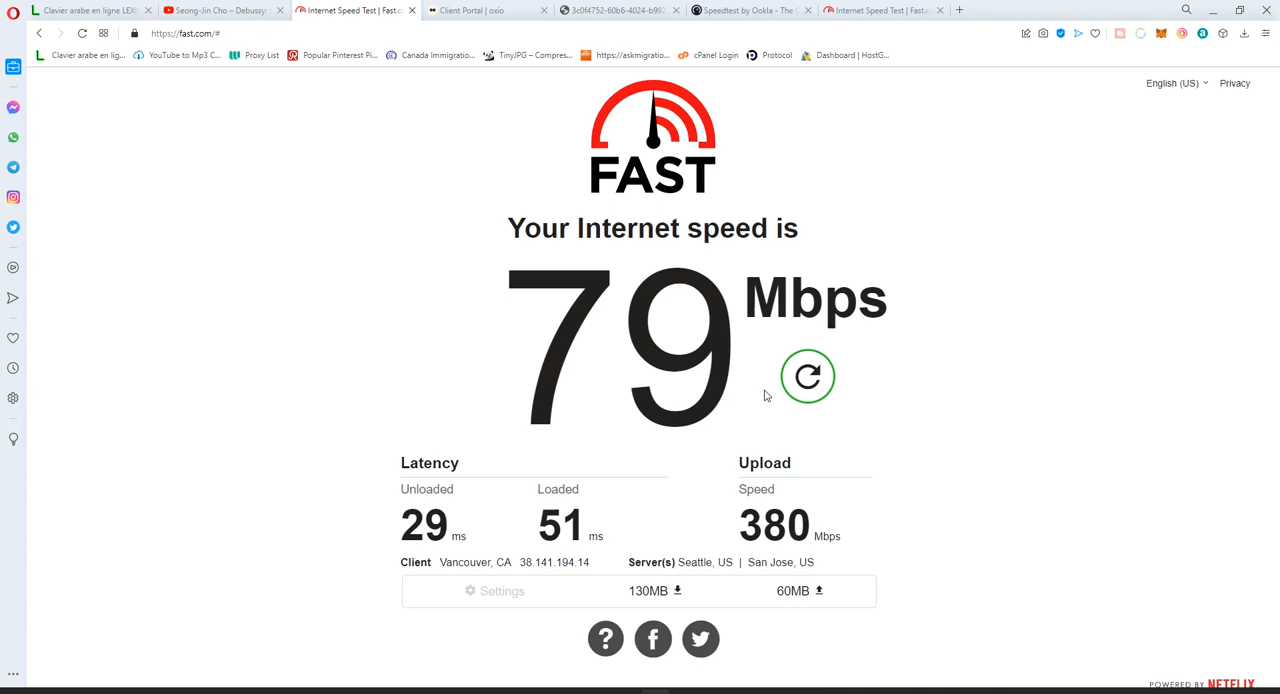 Clavier arabe en ligne LEXI
Seong-Jin Cho – Debussy:
Internet Speed Test | Fast.c
Client Portal | oxio
3c0f4752-60b6-4024-b992
Speedtest by Ookla - The G
Internet Speed Test | Fast.c
https://fast.com/#
Clavier arabe en lig...
YouTube to Mp3 C...
Proxy List
Popular Pinterest Pi...
Canada Immigratio...
TinyJPG – Compres...
https://askmigratio...
cPanel Login
Protocol
Dashboard | HostG...
English (US)
Privacy
FAST
Your Internet speed is
79 Mbps
Latency
Upload
Unloaded
Loaded
Speed
29 ms
51 ms
380 Mbps
Client Vancouver, CA 38.141.194.14
Server(s) Seattle, US | San Jose, US
Settings
130MB
60MB
POWERED BY NETFLIX